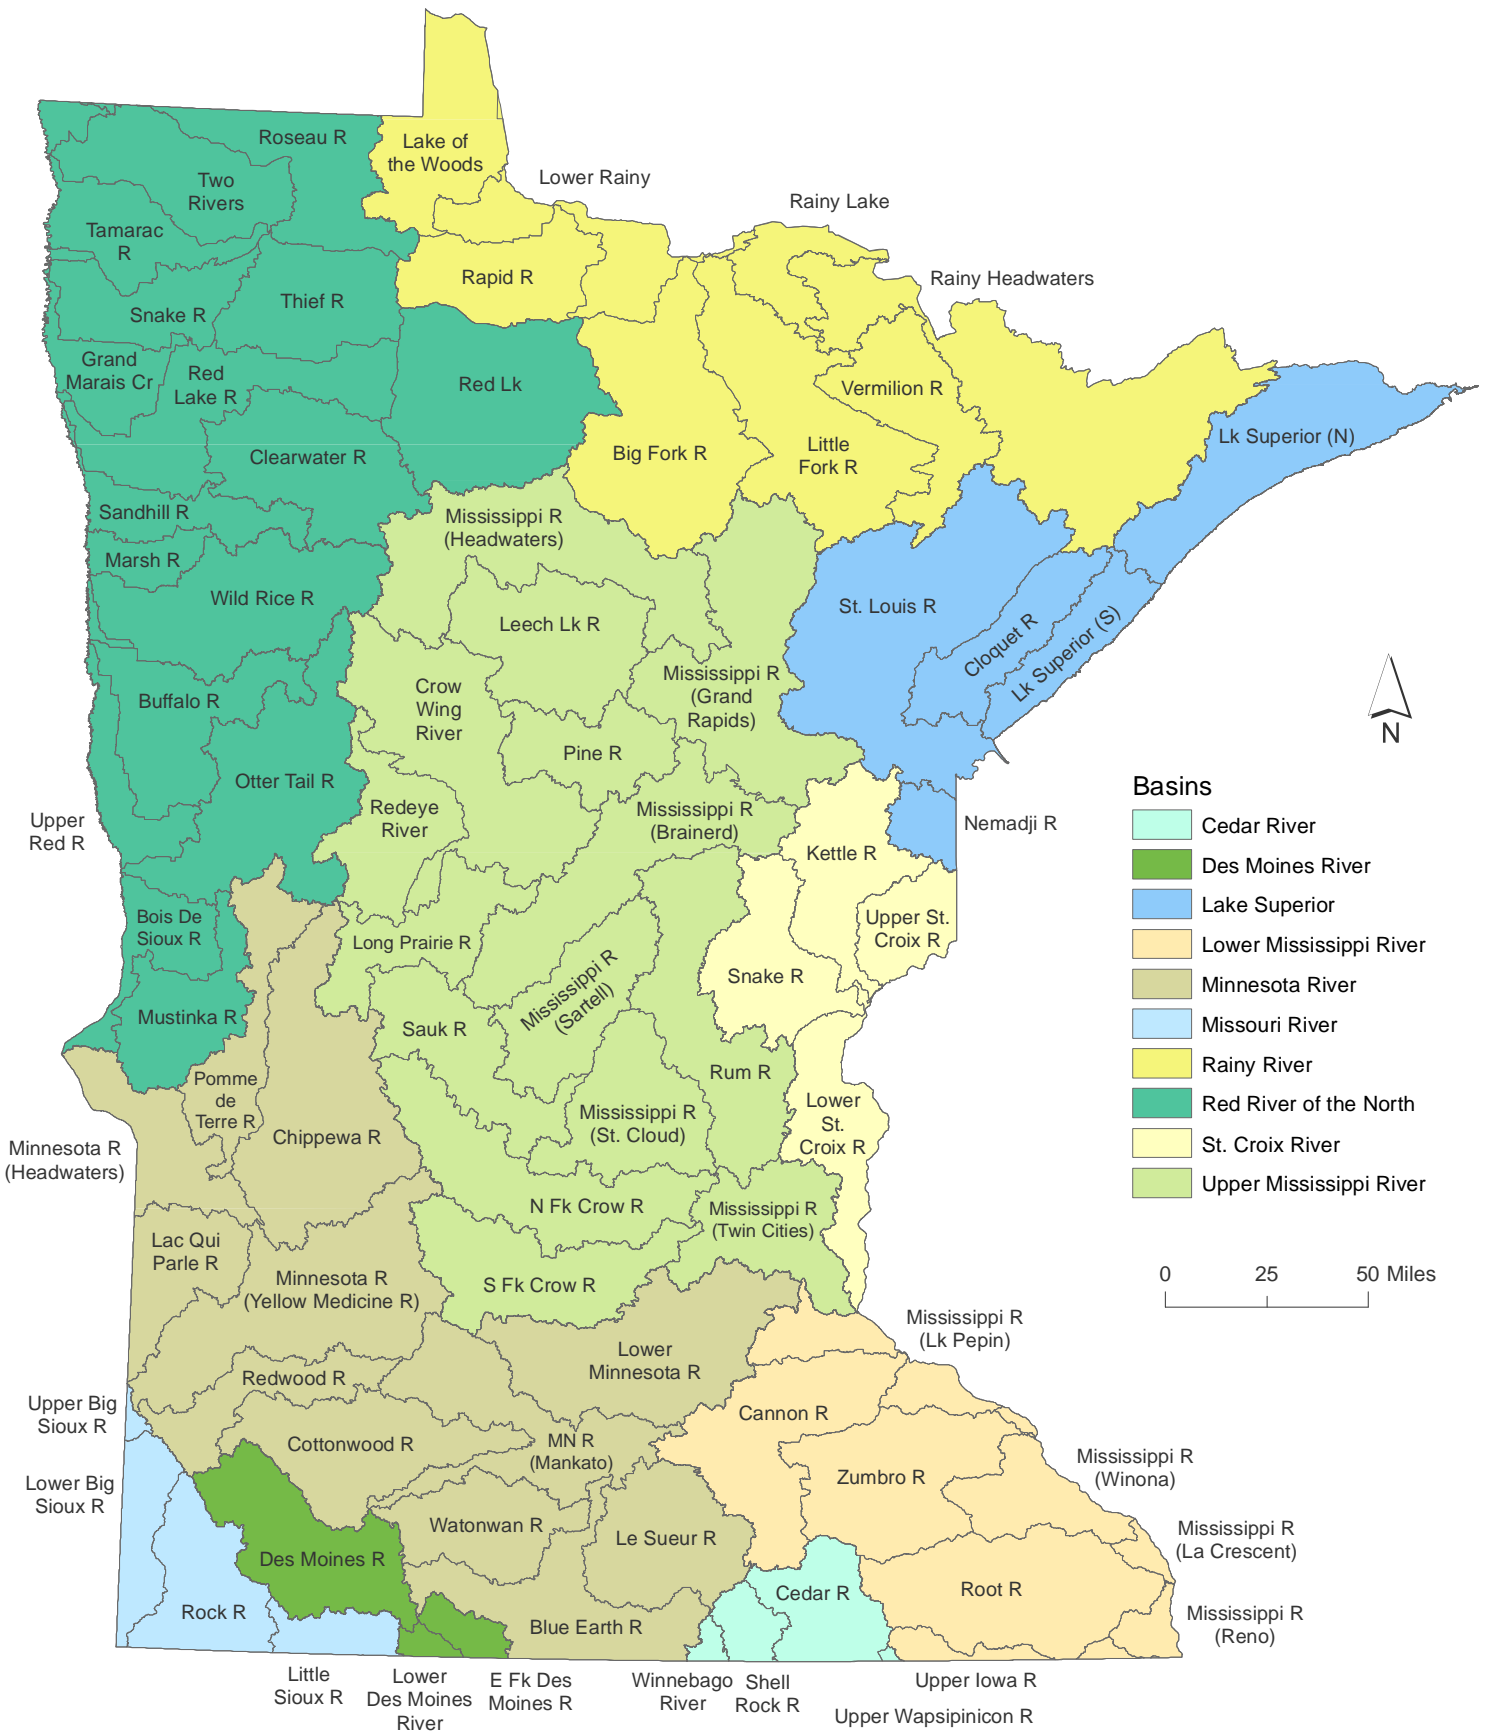 Roseau R
Lake of
the Woods
Two
Rivers
Lower Rainy
Rainy Lake
Tamarac
R
Rapid R
Rainy Headwaters
Snake R
Thief R
Grand
Marais Cr
Red
Lake R
Red Lk
Vermilion R
Lk Superior (N)
Clearwater R
Big Fork R
Little
Fork R
Sandhill R
Mississippi R
(Headwaters)
Marsh R
Wild Rice R
Leech Lk R
St. Louis R
Cloquet R
Lk Superior (S)
Buffalo R
Crow
Wing
River
Mississippi R
(Grand
Rapids)
N
Pine R
Otter Tail R
Upper
Red R
Redeye
River
Mississippi R
(Brainerd)
Kettle R
Nemadji R
Basins
Cedar River
Des Moines River
Lake Superior
Lower Mississippi River
Minnesota River
Missouri River
Rainy River
Red River of the North
St. Croix River
Upper Mississippi River
Bois De
Sioux R
Long Prairie R
Upper St.
Croix R
Snake R
Mississippi R
(Sartell)
Mustinka R
Sauk R
Rum R
Pomme
de
Terre R
Chippewa R
Mississippi R
(St. Cloud)
Lower
St.
Croix R
Minnesota R
(Headwaters)
N Fk Crow R
Mississippi R
(Twin Cities)
Lac Qui
Parle R
Minnesota R
(Yellow Medicine R)
S Fk Crow R
0 25 50 Miles
Mississippi R
(Lk Pepin)
Lower
Minnesota R
Redwood R
Upper Big
Sioux R
Cannon R
Cottonwood R
MN R
(Mankato)
Zumbro R
Mississippi R
(Winona)
Lower Big
Sioux R
Watonwan R
Le Sueur R
Mississippi R
(La Crescent)
Des Moines R
Cedar R
Root R
Rock R
Blue Earth R
Mississippi R
(Reno)
Little
Sioux R
Lower
Des Moines
River
E Fk Des
Moines R
Winnebago
River
Shell
Rock R
Upper Iowa R
Upper Wapsipinicon R